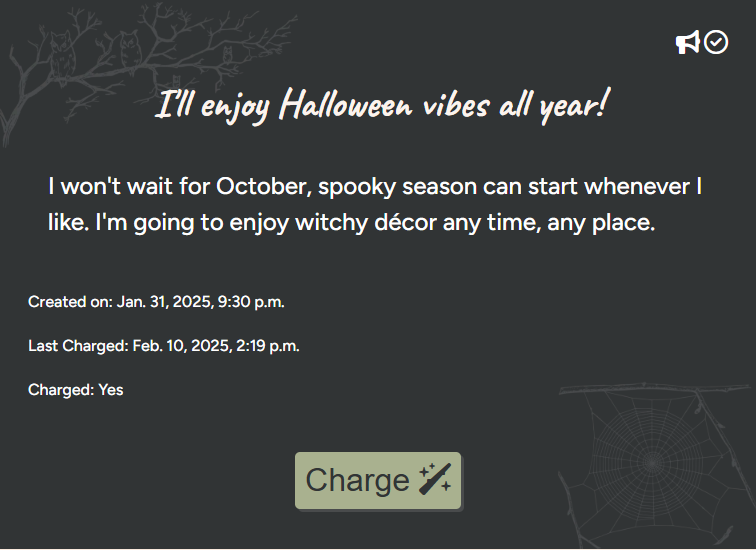 I'll enjoy Halloween vibes all year!
I won't wait for October, spooky season can start whenever I
like. I'm going to enjoy witchy décor any time, any place.
Created on: Jan. 31, 2025, 9:30 p.m.
Last Charged: Feb. 10, 2025, 2:19 p.m.
Charged: Yes
Charge